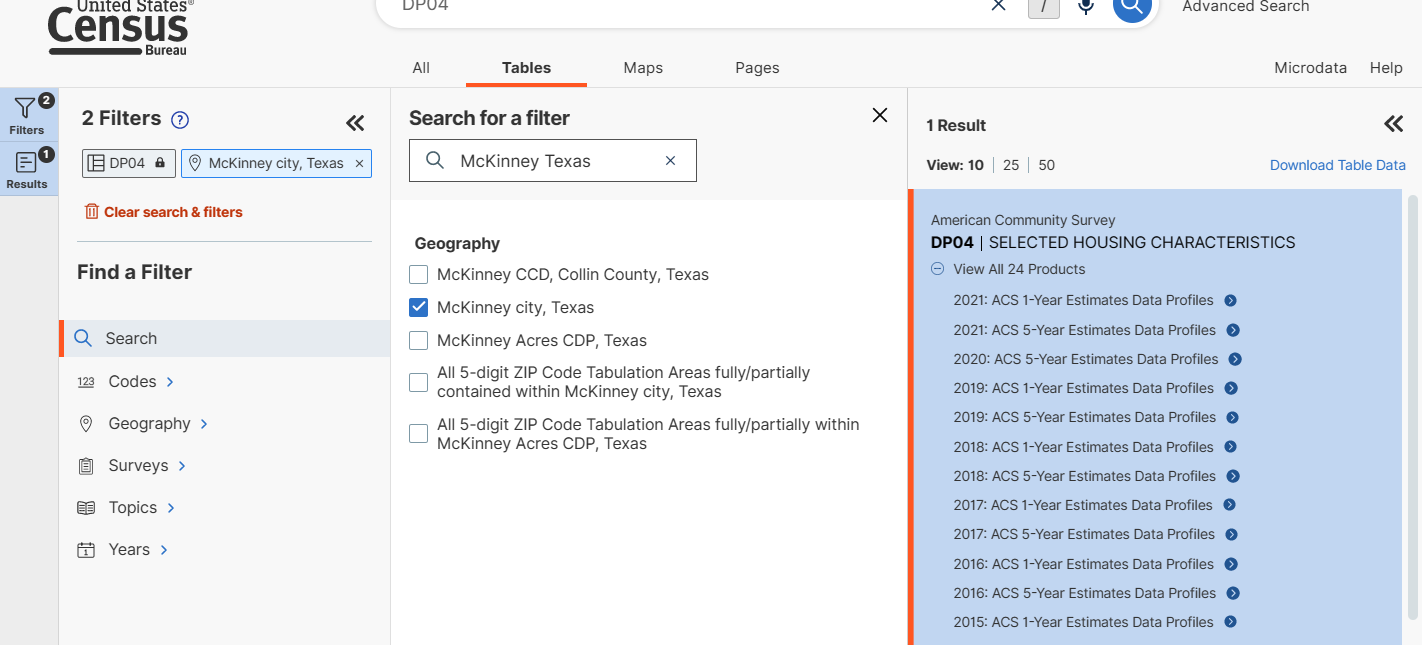 United States®
Census
Bureau
DP04
/
Advanced Search
All
Tables
Maps
Pages
Microdata
Help
2
Filters
1
Results
2 Filters
?
DP04
McKinney city, Texas
Clear search & filters
Find a Filter
Search
123 Codes
Geography
Surveys
Topics
1 Years
Search for a filter
McKinney Texas
Geography
McKinney CCD, Collin County, Texas
McKinney city, Texas
McKinney Acres CDP, Texas
All 5-digit ZIP Code Tabulation Areas fully/partially
contained within McKinney city, Texas
All 5-digit ZIP Code Tabulation Areas fully/partially within
McKinney Acres CDP, Texas
1 Result
View: 10 | 25 | 50
Download Table Data
American Community Survey
DP04 | SELECTED HOUSING CHARACTERISTICS
View All 24 Products
2021: ACS 1-Year Estimates Data Profiles
2021: ACS 5-Year Estimates Data Profiles
2020: ACS 5-Year Estimates Data Profiles
2019: ACS 1-Year Estimates Data Profiles
2019: ACS 5-Year Estimates Data Profiles
2018: ACS 1-Year Estimates Data Profiles
2018: ACS 5-Year Estimates Data Profiles
2017: ACS 1-Year Estimates Data Profiles
2017: ACS 5-Year Estimates Data Profiles
2016: ACS 1-Year Estimates Data Profiles
2016: ACS 5-Year Estimates Data Profiles
2015: ACS 1-Year Estimates Data Profiles